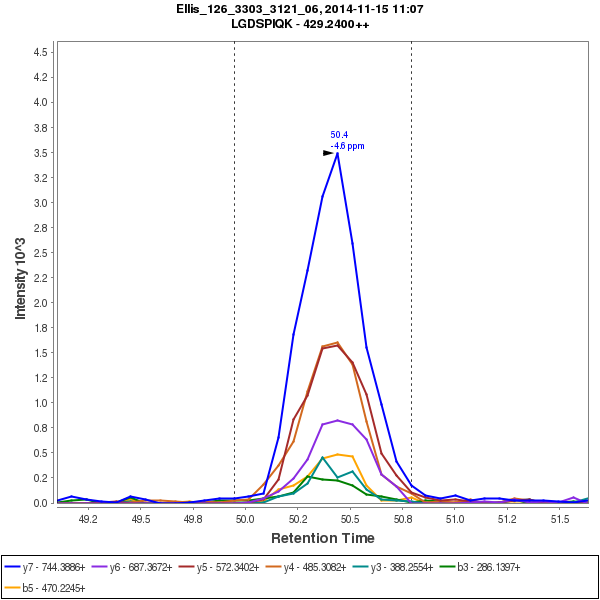 Ellis_126_3303_3121_06, 2014-11-15 11:07
LGDSPIQK - 429.2400++
4.5
4.2
4.0
3.8
3.5
3.2
3.0
2.8
2.5
2.2
2.0
1.8
1.5
1.2
1.0
0.8
0.5
0.2
0.0
Intensity 10^3
50.4
-4.6 ppm
49.2 49.5 49.8 50.0 50.2 50.5 50.8 51.0 51.2 51.5
Retention Time
y7 - 744.3886+ y6 - 687.3672+ y5 - 572.3402+ y4 - 485.3082+ y3 - 388.2554+ b3 - 286.1397+
b5 - 470.2245+